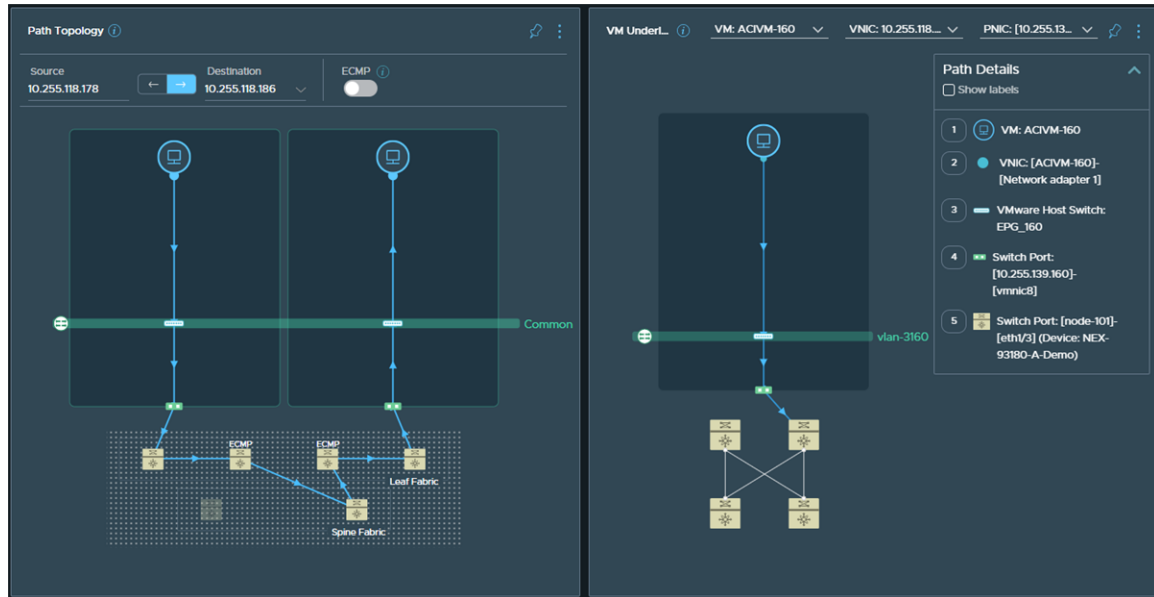 Path Topology
Source
10.255.118.178
← →
Destination
10.255.118.186
ECMP
Common
ECMP
ECMP
Leaf Fabric
Spine Fabric
VM Underl...
VM: ACIVM-160
VNIC: 10.255.118....
PNIC: [10.255.13...
vlan-3160
Path Details
Show labels
1 VM: ACIVM-160
2 VNIC: [ACIVM-160]-
[Network adapter 1]
3 VMware Host Switch:
EPG_160
4 Switch Port:
[10.255.139.160]-
[vmnic8]
5 Switch Port: [node-101]-
[eth1/3] (Device: NEX-
93180-A-Demo)